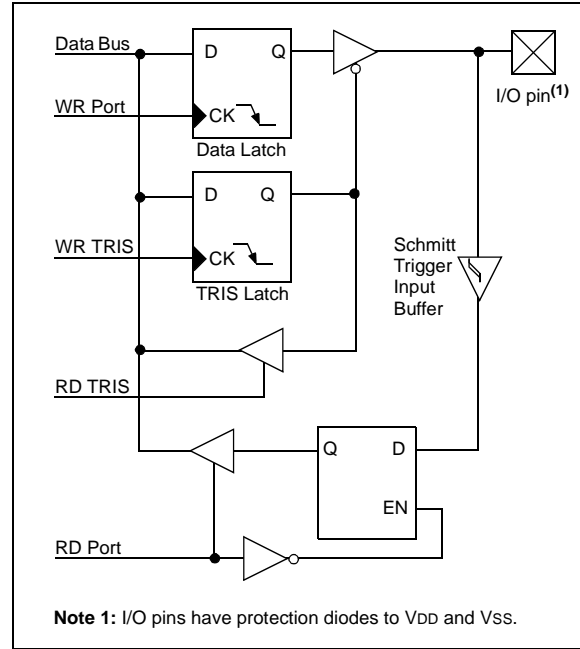 Data Bus
D Q
WR Port
CK
Data Latch
I/O pin(1)
D Q
WR TRIS
CK
TRIS Latch
Schmitt
Trigger
Input
Buffer
RD TRIS
Q D
EN
RD Port
Note 1: I/O pins have protection diodes to VDD and VSS.